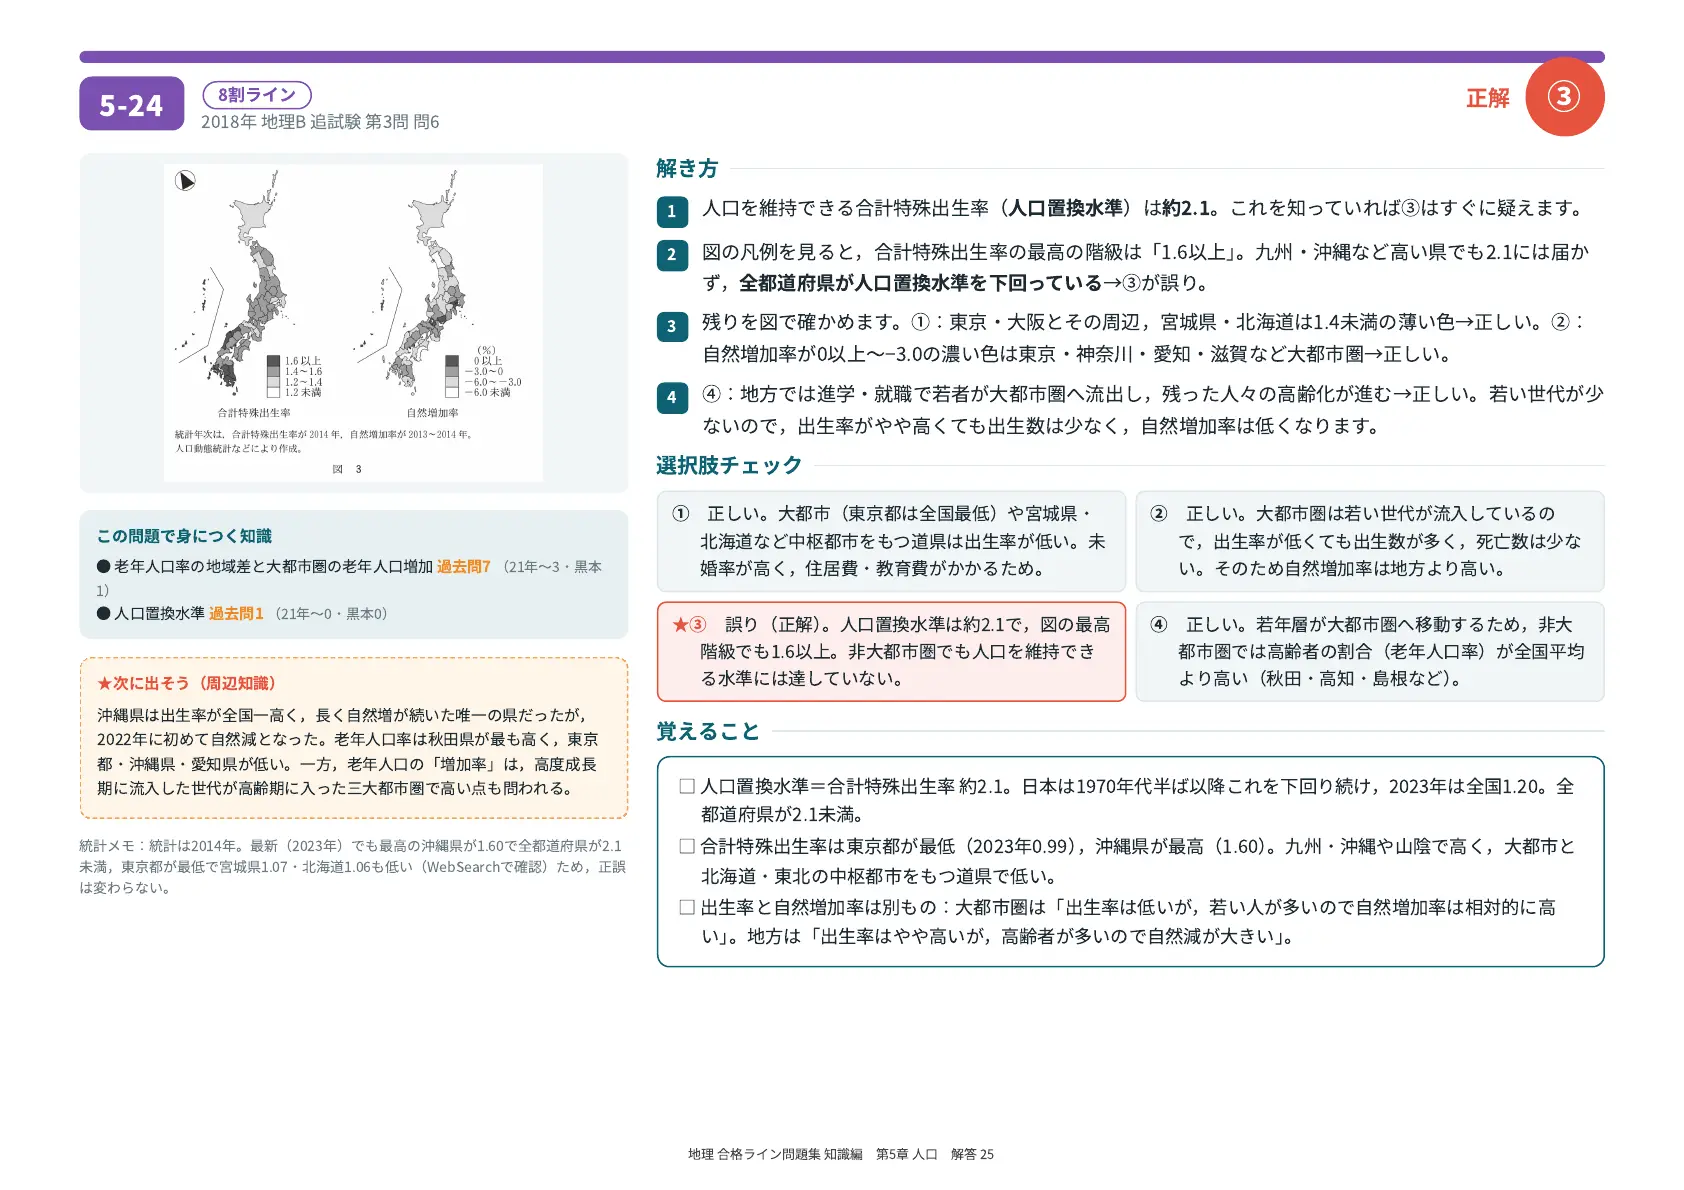 5-24
8割ライン
2018年 地理B 追試験 第3問 問6
正解
③
1.6以上
1.4～1.6
1.2～1.4
1.2未満
合計特殊出生率
（%）
0以上
－3.0～0
－6.0～－3.0
－6.0未満
自然増加率
統計年次は，合計特殊出生率が2014年，自然増加率が2013～2014年。
人口動態統計などにより作成。
図 3
この問題で身につく知識
● 老年人口率の地域差と大都市圏の老年人口増加 過去問7 （21年〜3・黒本
1）
● 人口置換水準 過去問1 （21年〜0・黒本0）
★次に出そう（周辺知識）
沖縄県は出生率が全国一高く，長く自然増が続いた唯一の県だったが，
2022年に初めて自然減となった。老年人口率は秋田県が最も高く，東京
都・沖縄県・愛知県が低い。一方，老年人口の「増加率」は，高度成長
期に流入した世代が高齢期に入った三大都市圏で高い点も問われる。
統計メモ：統計は2014年。最新（2023年）でも最高の沖縄県が1.60で全都道府県が2.1
未満，東京都が最低で宮城県1.07・北海道1.06も低い（WebSearchで確認）ため，正誤
は変わらない。
解き方
1 人口を維持できる合計特殊出生率（人口置換水準）は約2.1。これを知っていれば③はすぐに疑えます。
2 図の凡例を見ると，合計特殊出生率の最高の階級は「1.6以上」。九州・沖縄など高い県でも2.1には届か
ず，全都道府県が人口置換水準を下回っている→③が誤り。
3 残りを図で確かめます。①：東京・大阪とその周辺，宮城県・北海道は1.4未満の薄い色→正しい。②：
自然増加率が0以上〜−3.0の濃い色は東京・神奈川・愛知・滋賀など大都市圏→正しい。
4 ④：地方では進学・就職で若者が大都市圏へ流出し，残った人々の高齢化が進む→正しい。若い世代が少
ないので，出生率がやや高くても出生数は少なく，自然増加率は低くなります。
選択肢チェック
① 正しい。大都市（東京都は全国最低）や宮城県・
北海道など中枢都市をもつ道県は出生率が低い。未
婚率が高く，住居費・教育費がかかるため。
② 正しい。大都市圏は若い世代が流入しているの
で，出生率が低くても出生数が多く，死亡数は少な
い。そのため自然増加率は地方より高い。
★③ 誤り（正解）。人口置換水準は約2.1で，図の最高
階級でも1.6以上。非大都市圏でも人口を維持でき
る水準には達していない。
④ 正しい。若年層が大都市圏へ移動するため，非大
都市圏では高齢者の割合（老年人口率）が全国平均
より高い（秋田・高知・島根など）。
覚えること
□ 人口置換水準＝合計特殊出生率 約2.1。日本は1970年代半ば以降これを下回り続け，2023年は全国1.20。全
都道府県が2.1未満。
□ 合計特殊出生率は東京都が最低（2023年0.99），沖縄県が最高（1.60）。九州・沖縄や山陰で高く，大都市と
北海道・東北の中枢都市をもつ道県で低い。
□ 出生率と自然増加率は別もの：大都市圏は「出生率は低いが，若い人が多いので自然増加率は相対的に高
い」。地方は「出生率はやや高いが，高齢者が多いので自然減が大きい」。
地理 合格ライン問題集 知識編　第5章 人口　解答 25